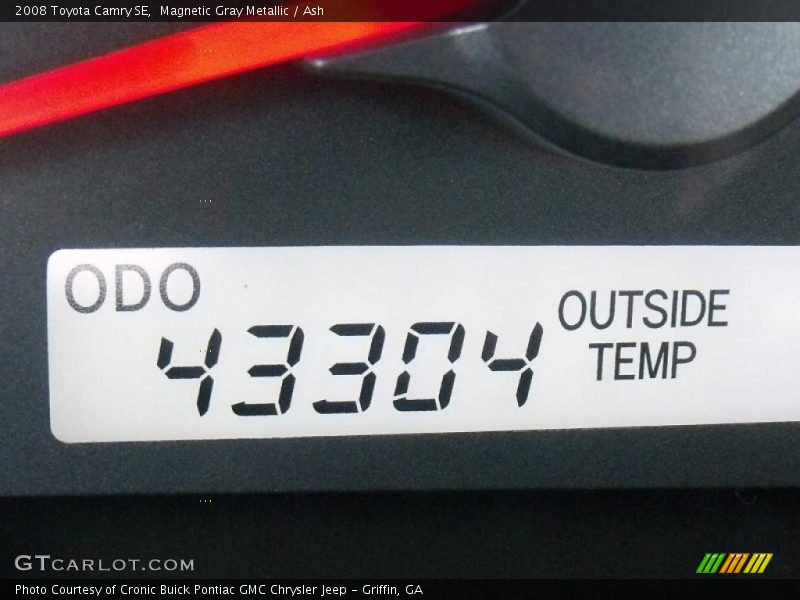 2008 Toyota Camry SE,  Magnetic Gray Metallic / Ash
ODO
43304
OUTSIDE
TEMP
GTCARLOT.COM
Photo Courtesy of Cronic Buick Pontiac GMC Chrysler Jeep - Griffin, GA